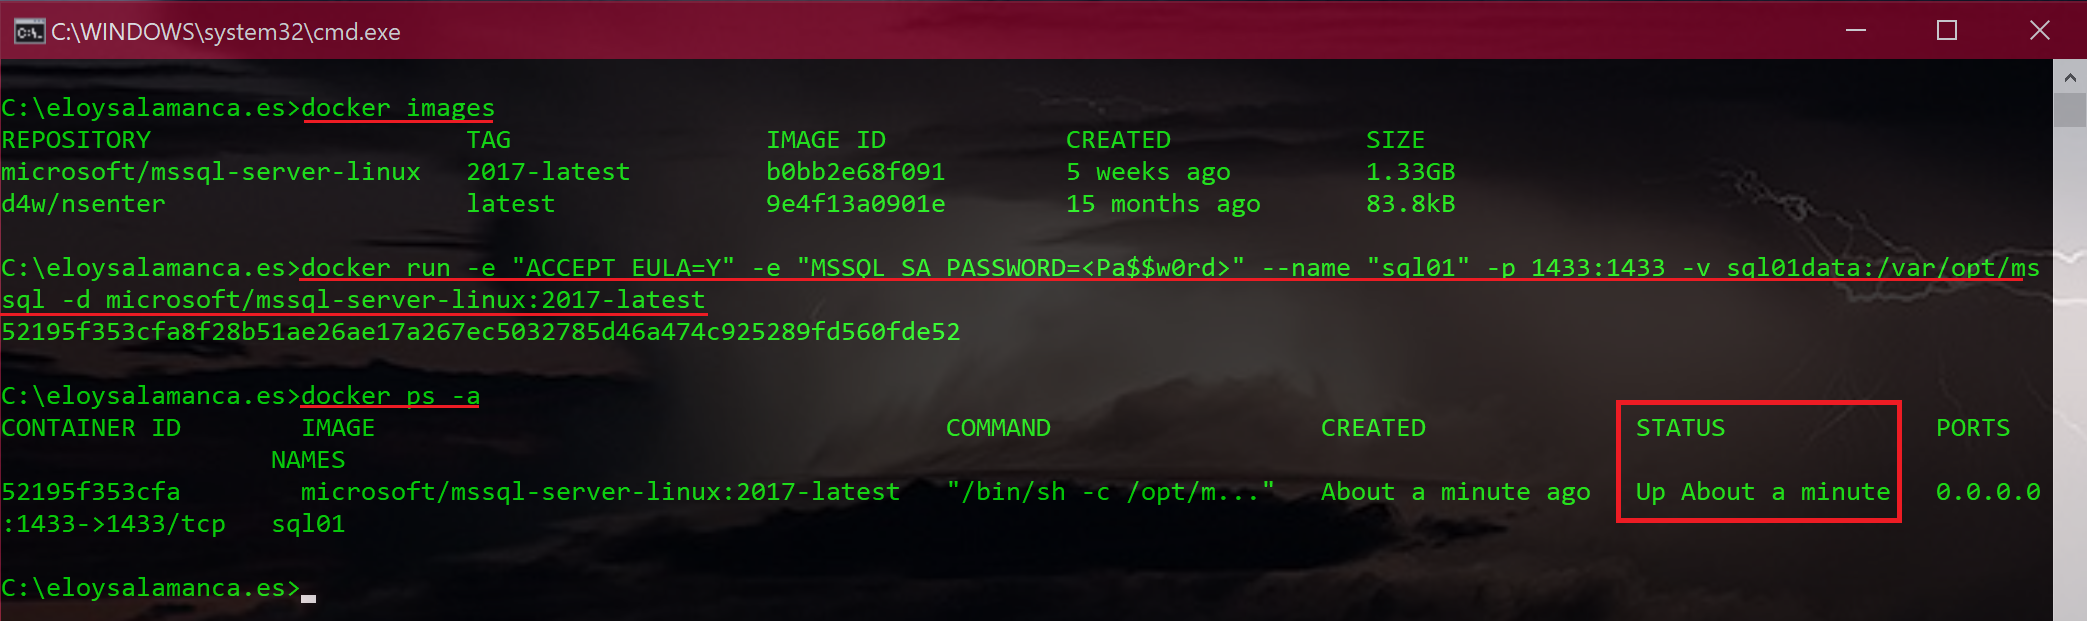 C:\WINDOWS\system32\cmd.exe
C:\eloysalamanca.es>docker images
REPOSITORY                     TAG                 IMAGE ID            CREATED             SIZE
microsoft/mssql-server-linux   2017-latest         b0bb2e68f091        5 weeks ago         1.33GB
d4w/nsenter                    latest              9e4f13a0901e        15 months ago       83.8kB
C:\eloysalamanca.es>docker run -e "ACCEPT_EULA=Y" -e "MSSQL_SA_PASSWORD=<Pa$$w0rd>" --name "sql01" -p 1433:1433 -v sql01data:/var/opt/ms
sql -d microsoft/mssql-server-linux:2017-latest
52195f353cfa8f28b51ae26ae17a267ec5032785d46a474c925289fd560fde52
C:\eloysalamanca.es>docker ps -a
CONTAINER ID        IMAGE                                      COMMAND                  CREATED              STATUS              PORTS
                  NAMES
52195f353cfa        microsoft/mssql-server-linux:2017-latest   "/bin/sh -c /opt/m..."   About a minute ago   Up About a minute   0.0.0.0
:1433->1433/tcp   sql01
C:\eloysalamanca.es>